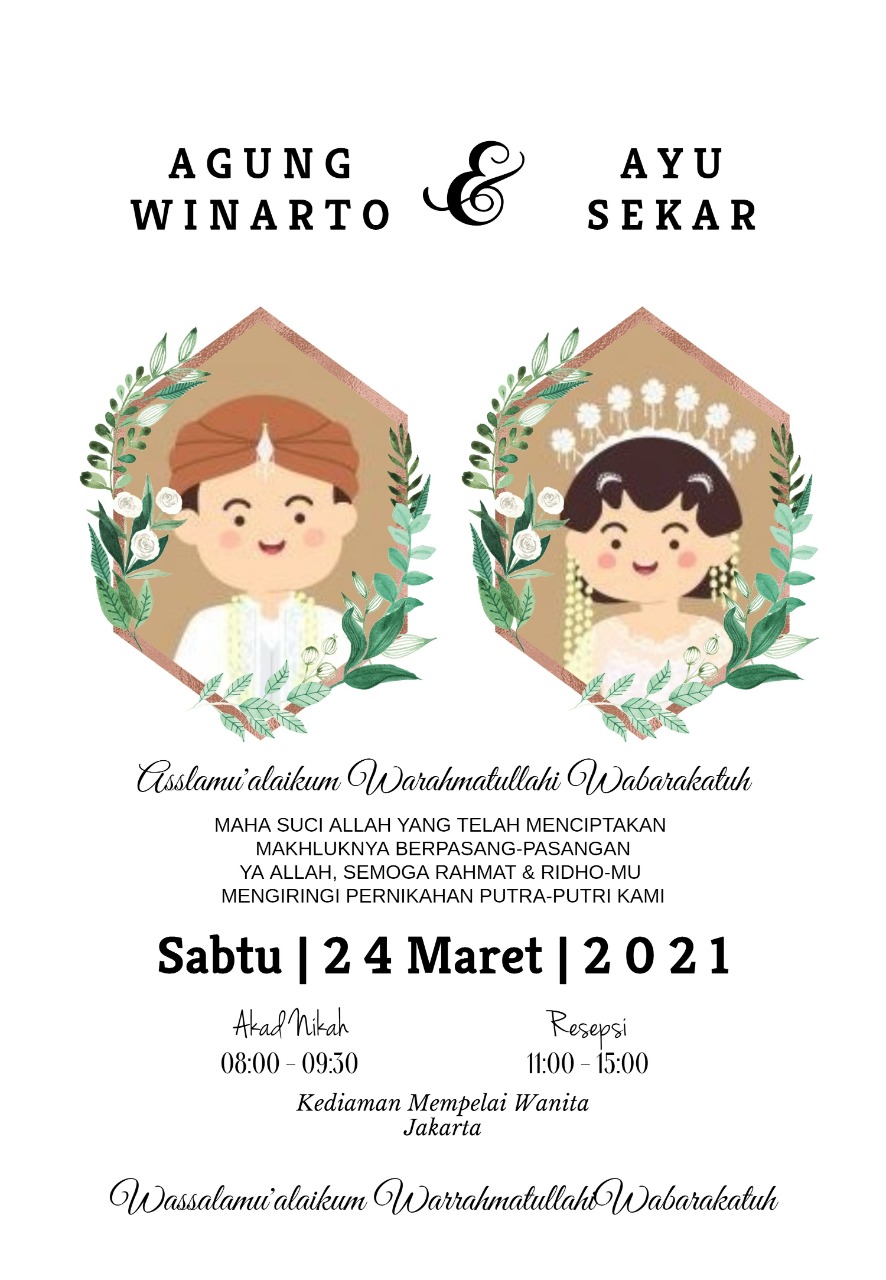 AGUNG
WINARTO
&
AYU
SEKAR
Asslamu'alaikum Warahmatullahi Wabarakatuh
MAHA SUCI ALLAH YANG TELAH MENCIPTAKAN
MAKHLUKNYA BERPASANG-PASANGAN
YA ALLAH, SEMOGA RAHMAT & RIDHO-MU
MENGIRINGI PERNIKAHAN PUTRA-PUTRI KAMI
Sabtu | 2 4 Maret | 2 0 2 1
Akad Nikah
08:00 - 09:30
Resepsi
11:00 - 15:00
Kediaman Mempelai Wanita
Jakarta
Wassalamu'alaikum WarrahmatullahiWabarakatuh